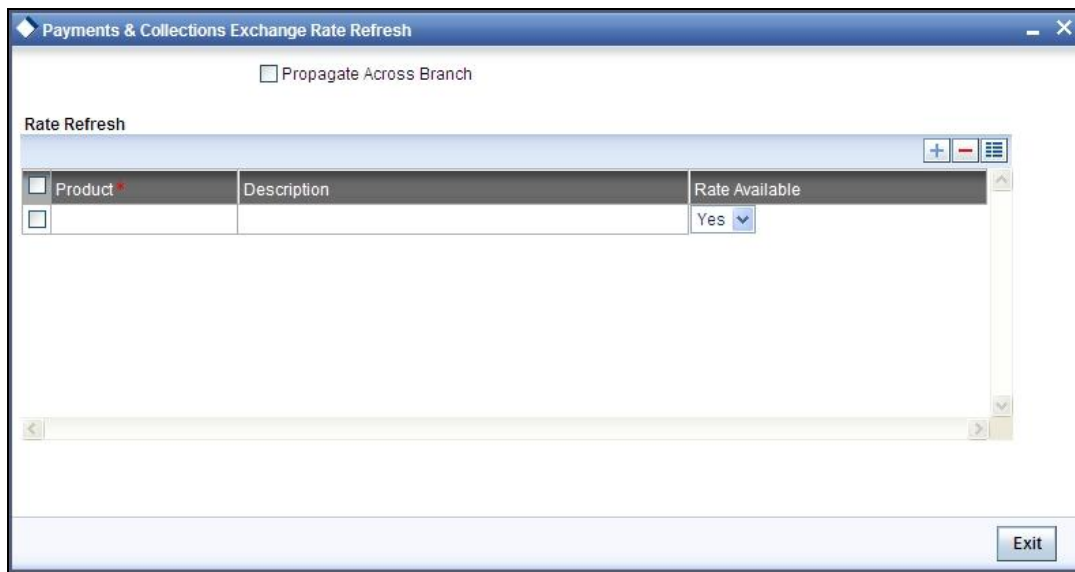 Payments & Collections Exchange Rate Refresh
Propagate Across Branch
Rate Refresh
Product* Description Rate Available
Yes
Exit